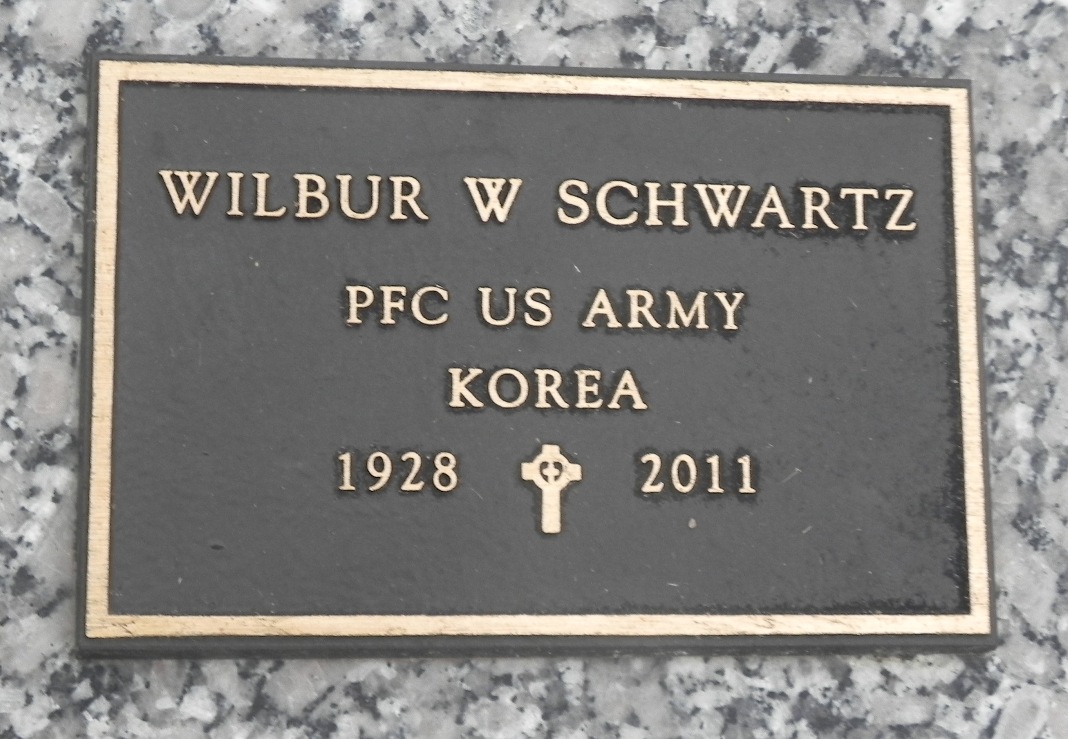 WILBUR W SCHWARTZ
PFC US ARMY
KOREA
1928 2011